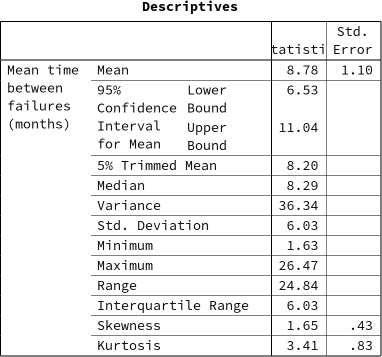 Descriptives
Std.
tatisti Error
Mean time Mean 8.78 1.10
between 95% Lower 6.53
failures Confidence Bound
(months) Interval Upper 11.04
for Mean Bound
5% Trimmed Mean 8.20
Median 8.29
Variance 36.34
Std. Deviation 6.03
Minimum 1.63
Maximum 26.47
Range 24.84
Interquartile Range 6.03
Skewness 1.65 .43
Kurtosis 3.41 .83